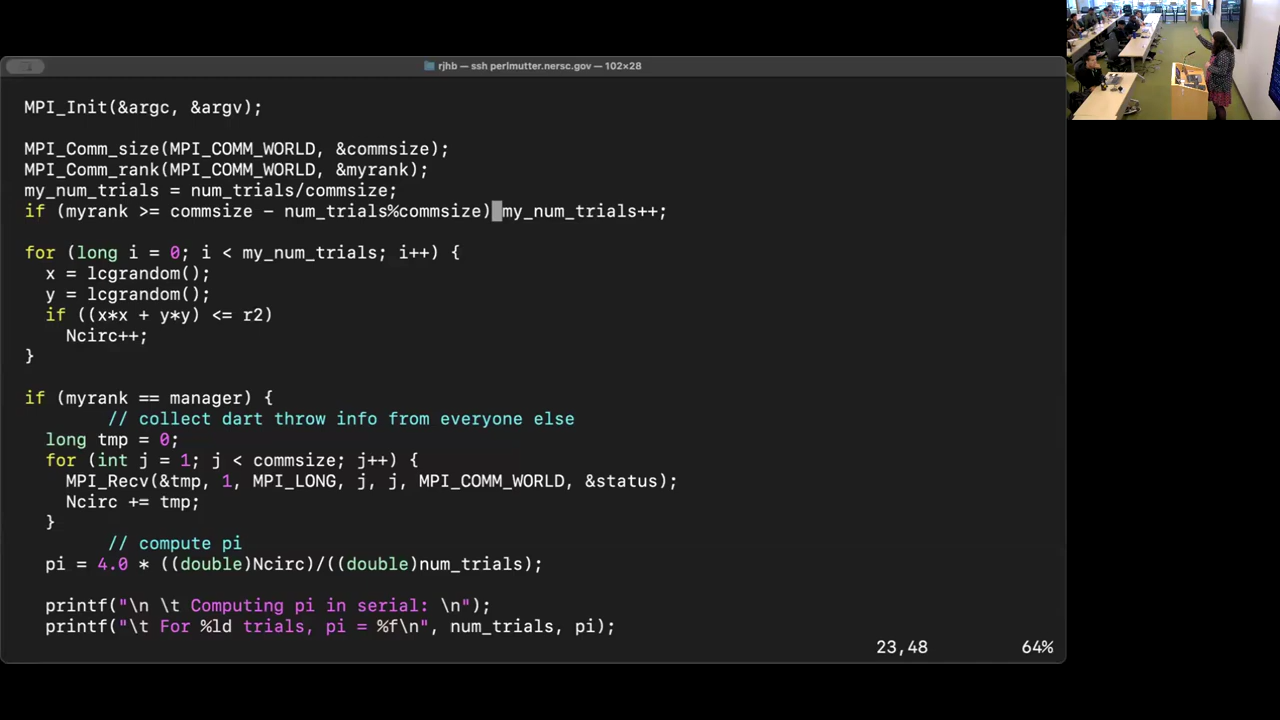 rjhb — ssh perlmutter.nersc.gov — 102×28
MPI_Init(&argc, &argv);
MPI_Comm_size(MPI_COMM_WORLD, &commsize);
MPI_Comm_rank(MPI_COMM_WORLD, &myrank);
my_num_trials = num_trials/commsize;
if (myrank >= commsize - num_trials%commsize) my_num_trials++;
for (long i = 0; i < my_num_trials; i++) {
x = lcgrandom();
y = lcgrandom();
if ((x*x + y*y) <= r2)
Ncirc++;
}
if (myrank == manager) {
// collect dart throw info from everyone else
long tmp = 0;
for (int j = 1; j < commsize; j++) {
MPI_Recv(&tmp, 1, MPI_LONG, j, j, MPI_COMM_WORLD, &status);
Ncirc += tmp;
}
// compute pi
pi = 4.0 * ((double)Ncirc)/((double)num_trials);
printf("\n \t Computing pi in serial: \n");
printf("\t For %ld trials, pi = %f\n", num_trials, pi);
23,48 64%